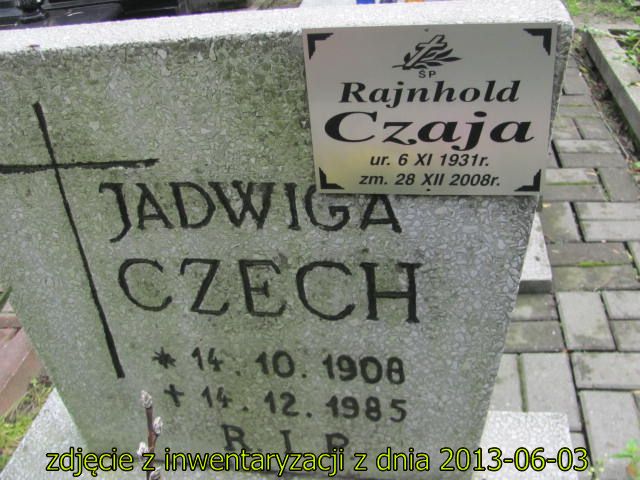 ŚP
Rajnhold
Czaja
ur. 6 XI 1931r.
zm. 28 XII 2008r.
JADWIGA
CZECH
* 14.10.1908
+ 14.12.1985
R.I.P.
zdjęcie z inwentaryzacji z dnia 2013-06-03